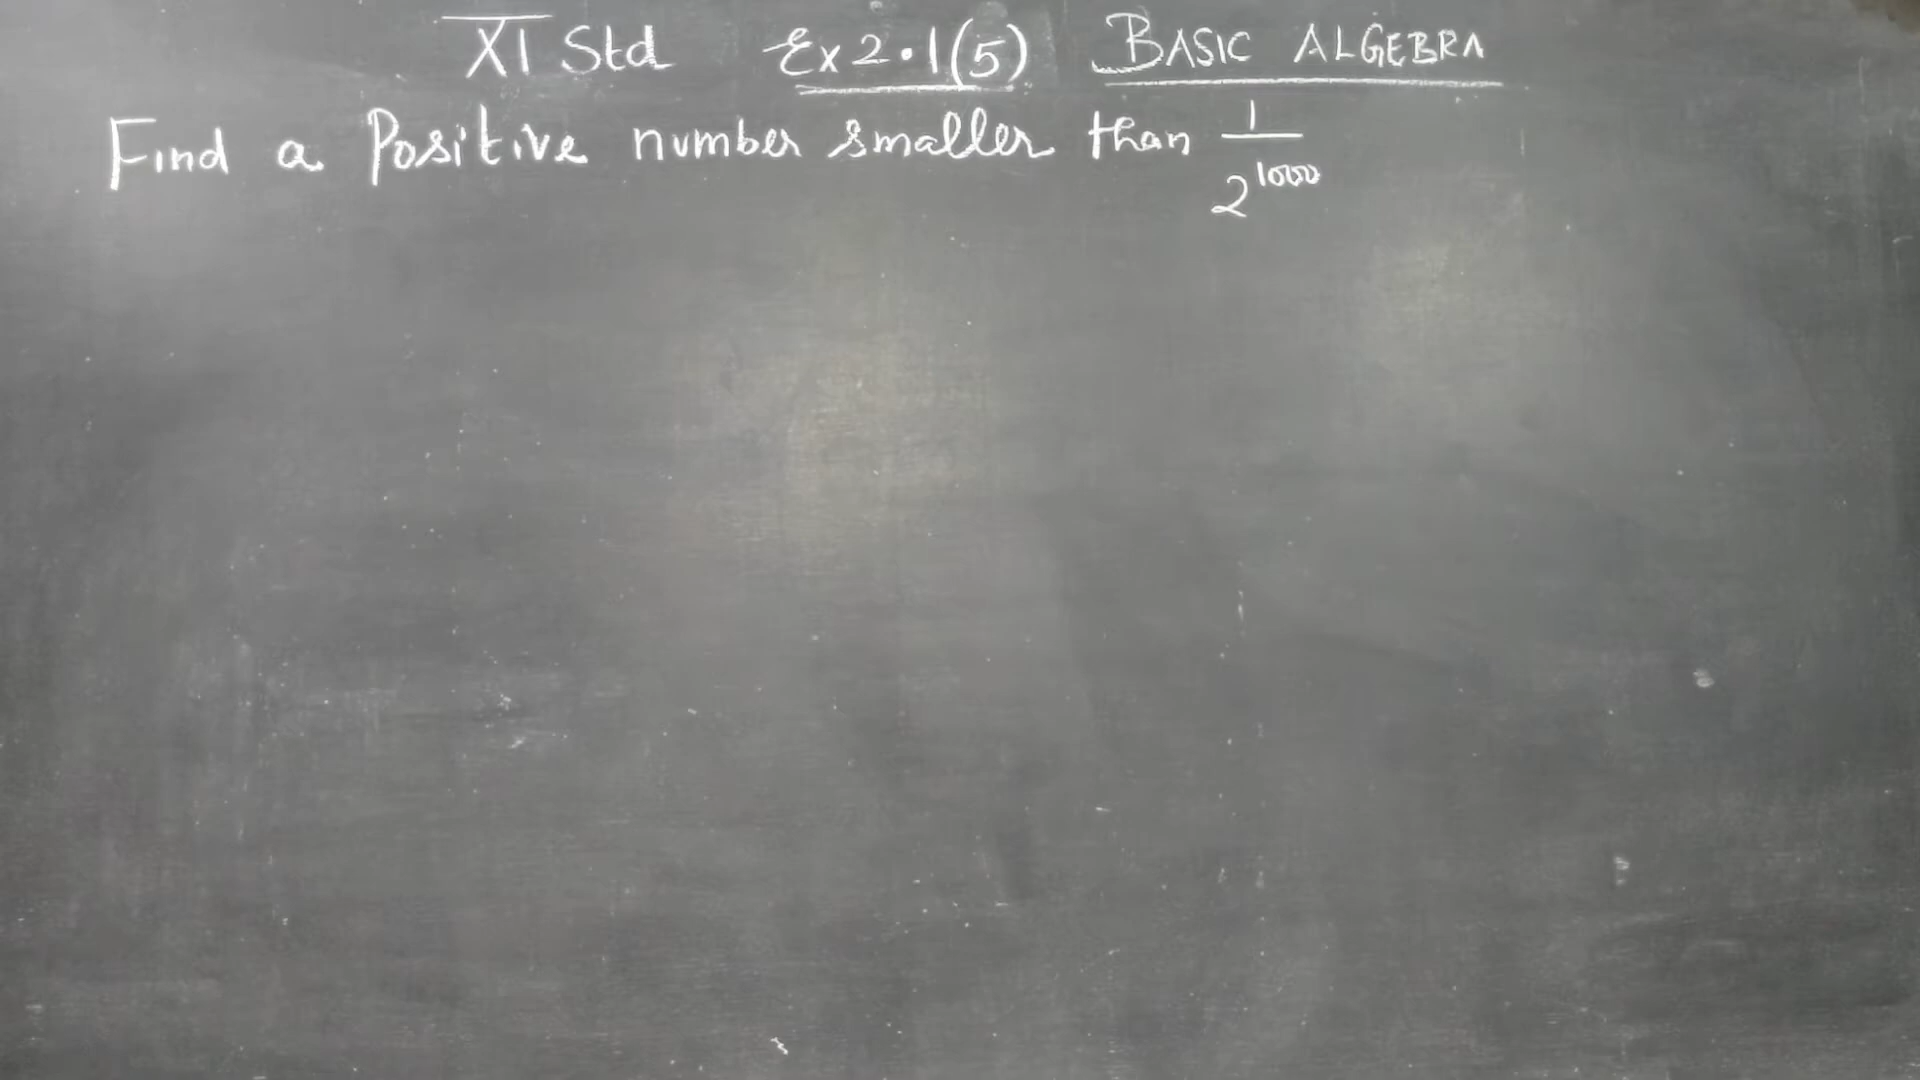 XI Std Ex 2.1(5) BASIC ALGEBRA
Find a Positive number smaller than 1/2^1000